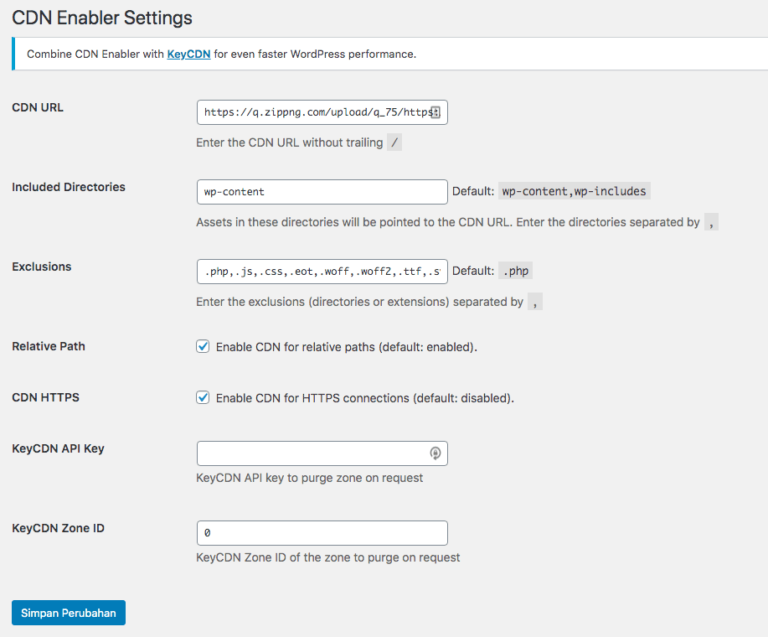 CDN Enabler Settings
Combine CDN Enabler with KeyCDN for even faster WordPress performance.
CDN URL
https://q.zippng.com/upload/q_75/https:
Enter the CDN URL without trailing /
Included Directories
wp-content Default: wp-content,wp-includes
Assets in these directories will be pointed to the CDN URL. Enter the directories separated by ,
Exclusions
.php,.js,.css,.eot,.woff,.woff2,.ttf,.s Default: .php
Enter the exclusions (directories or extensions) separated by ,
Relative Path
Enable CDN for relative paths (default: enabled).
CDN HTTPS
Enable CDN for HTTPS connections (default: disabled).
KeyCDN API Key
KeyCDN API key to purge zone on request
KeyCDN Zone ID
0
KeyCDN Zone ID of the zone to purge on request
Simpan Perubahan